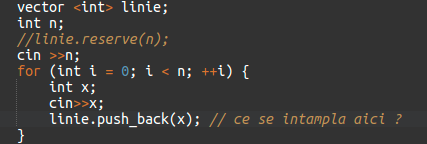 vector <int> linie;
int n;
//linie.reserve(n);
cin >>n;
for (int i = 0; i < n; ++i) {
int x;
cin>>x;
linie.push_back(x); // ce se intampla aici ?
}